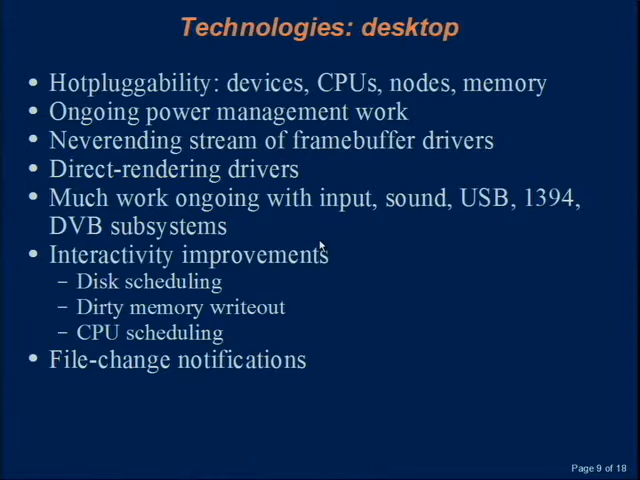 Technologies: desktop
• Hotpluggability: devices, CPUs, nodes, memory
• Ongoing power management work
• Neverending stream of framebuffer drivers
• Direct-rendering drivers
• Much work ongoing with input, sound, USB, 1394,
DVB subsystems
• Interactivity improvements
– Disk scheduling
– Dirty memory writeout
– CPU scheduling
• File-change notifications
Page 9 of 18